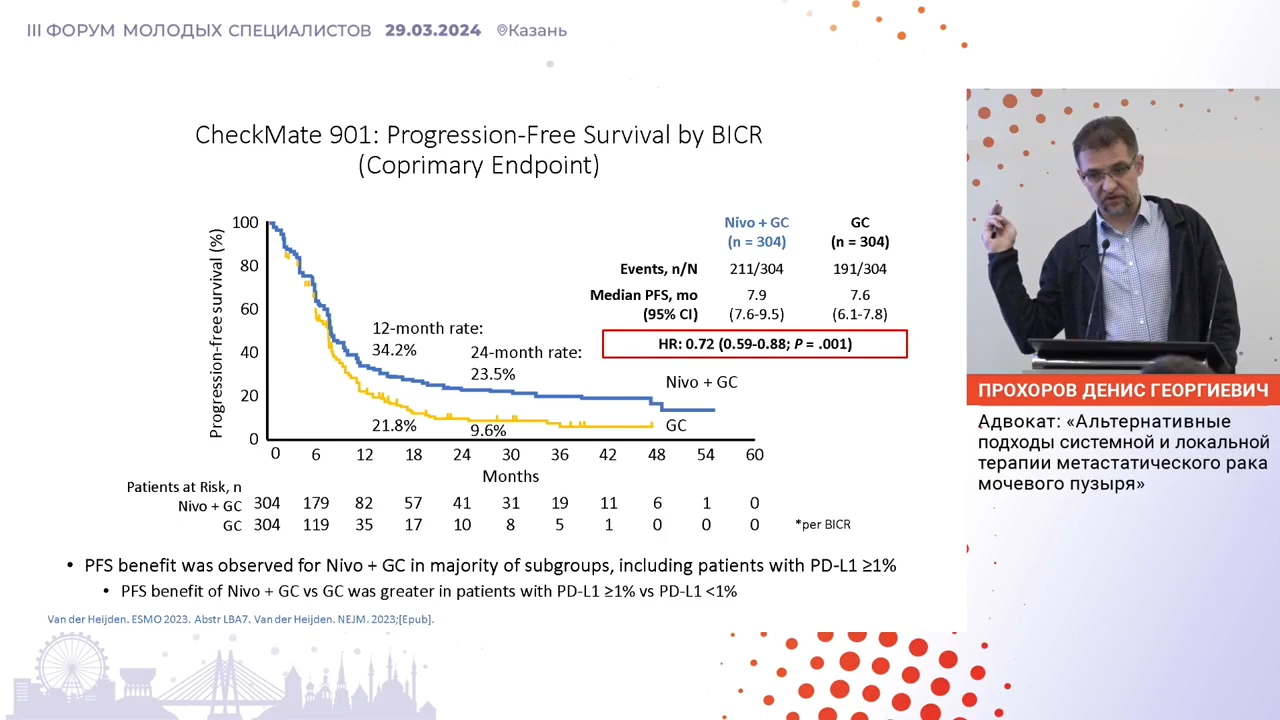 III ФОРУМ МОЛОДЫХ СПЕЦИАЛИСТОВ 29.03.2024 Казань
CheckMate 901: Progression-Free Survival by BICR
(Coprimary Endpoint)
Progression-free survival (%)
100
80
60
40
20
0
0 6 12 18 24 30 36 42 48 54 60
Months
12-month rate:
34.2%
24-month rate:
23.5%
21.8%
9.6%
Nivo + GC
GC
Nivo + GC GC
(n = 304) (n = 304)
Events, n/N 211/304 191/304
Median PFS, mo 7.9 7.6
(95% CI) (7.6-9.5) (6.1-7.8)
HR: 0.72 (0.59-0.88; P = .001)
Patients at Risk, n
Nivo + GC 304 179 82 57 41 31 19 11 6 1 0
GC 304 119 35 17 10 8 5 1 0 0 0
*per BICR
• PFS benefit was observed for Nivo + GC in majority of subgroups, including patients with PD-L1 ≥1%
• PFS benefit of Nivo + GC vs GC was greater in patients with PD-L1 ≥1% vs PD-L1 <1%
Van der Heijden. ESMO 2023. Abstr LBA7. Van der Heijden. NEJM. 2023;[Epub].
ПРОХОРОВ ДЕНИС ГЕОРГИЕВИЧ
Адвокат: «Альтернативные
подходы системной и локальной
терапии метастатического рака
мочевого пузыря»